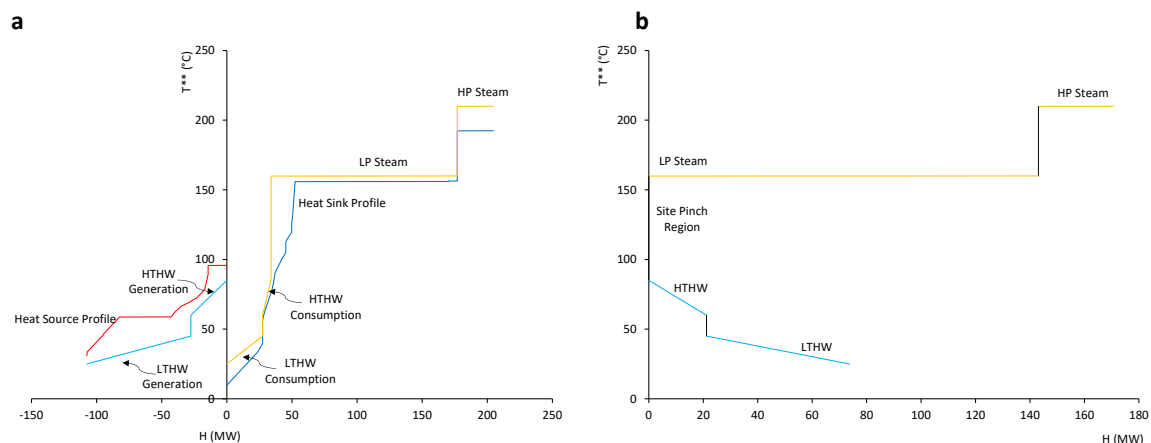 a
T** (°C)
250
200
150
100
50
0
-150
-100
-50
0
50
100
150
200
250
H (MW)
HP Steam
LP Steam
Heat Sink Profile
HTHW
Generation
HTHW
Consumption
Heat Source Profile
LTHW
Generation
LTHW
Consumption
b
T** (°C)
250
200
150
100
50
0
0
20
40
60
80
100
120
140
160
180
H (MW)
HP Steam
LP Steam
Site Pinch
Region
HTHW
LTHW